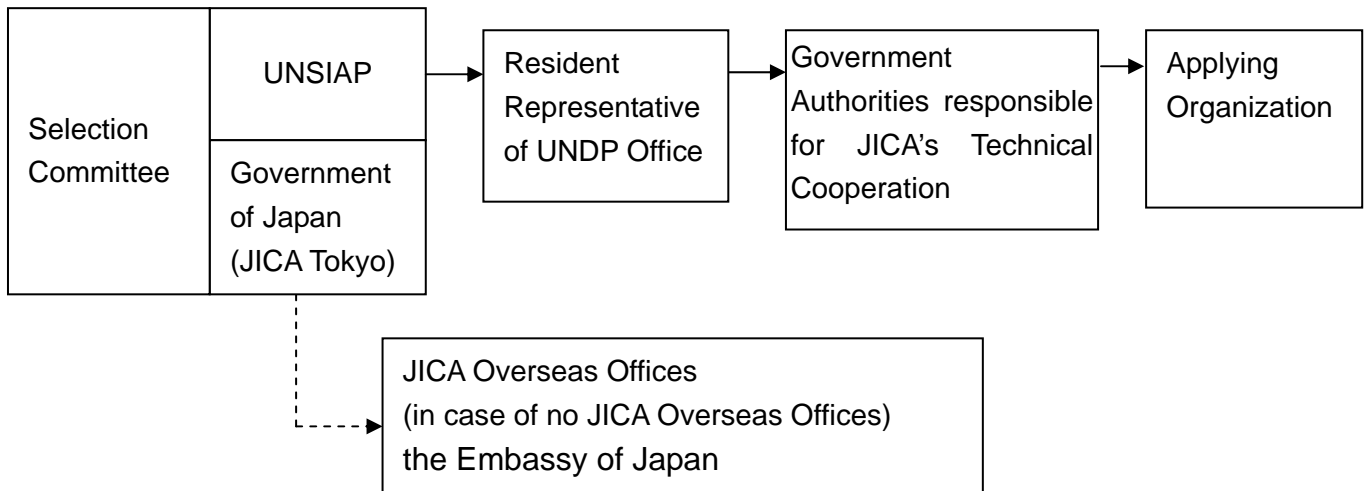 Selection
Committee
UNSIAP
Government
of Japan
(JICA Tokyo)
Resident
Representative
of UNDP Office
Government
Authorities responsible
for JICA’s Technical
Cooperation
Applying
Organization
JICA Overseas Offices
(in case of no JICA Overseas Offices)
the Embassy of Japan